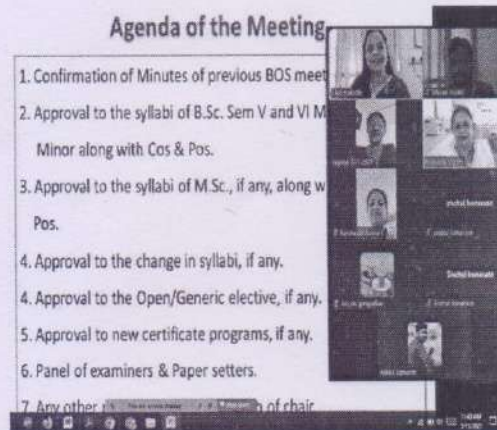 Agenda of the Meeting
1. Confirmation of Minutes of previous BOS meet
2. Approval to the syllabi of B.Sc. Sem V and VI M
Minor along with Cos & Pos.
3. Approval to the syllabi of M.Sc., if any, along w
Pos.
4. Approval to the change in syllabi, if any.
4. Approval to the Open/Generic elective, if any.
5. Approval to new certificate programs, if any.
6. Panel of examiners & Paper setters.
7. Any other
of chair